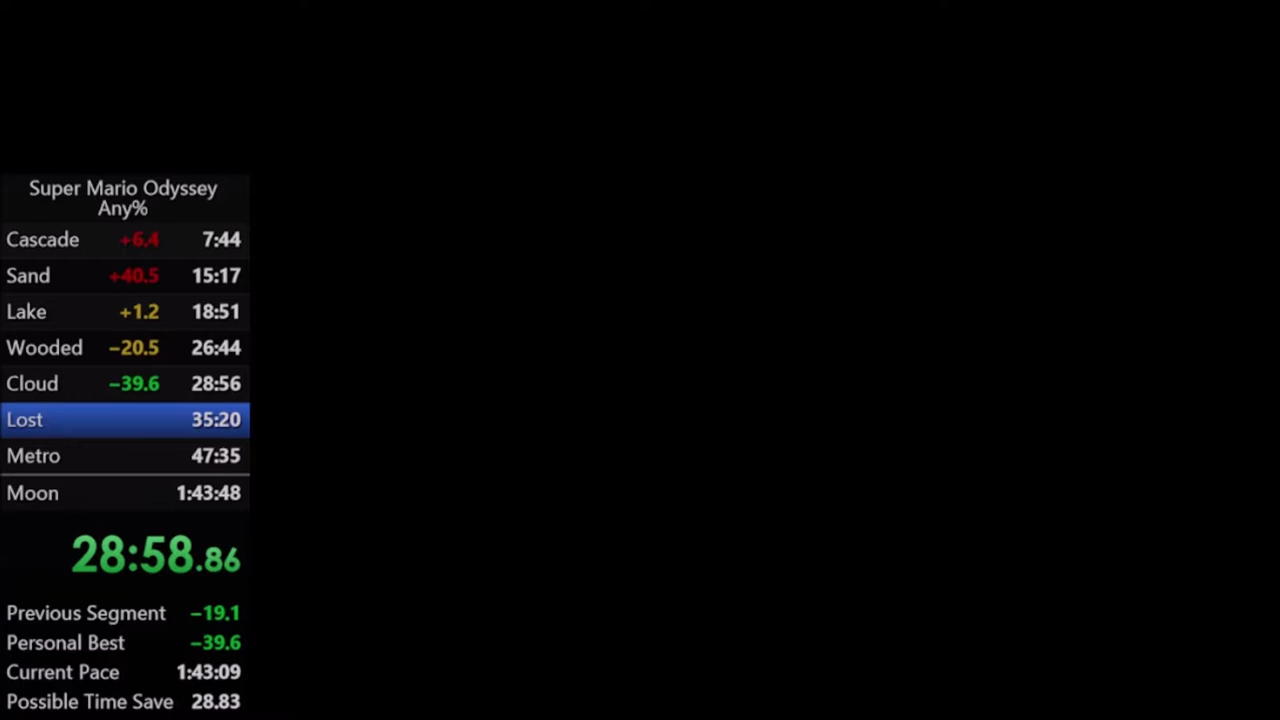 Super Mario Odyssey
Any%
Cascade +6.4 7:44
Sand +40.5 15:17
Lake +1.2 18:51
Wooded −20.5 26:44
Cloud −39.6 28:56
Lost 35:20
Metro 47:35
Moon 1:43:48
28:58.86
Previous Segment −19.1
Personal Best −39.6
Current Pace 1:43:09
Possible Time Save 28.83